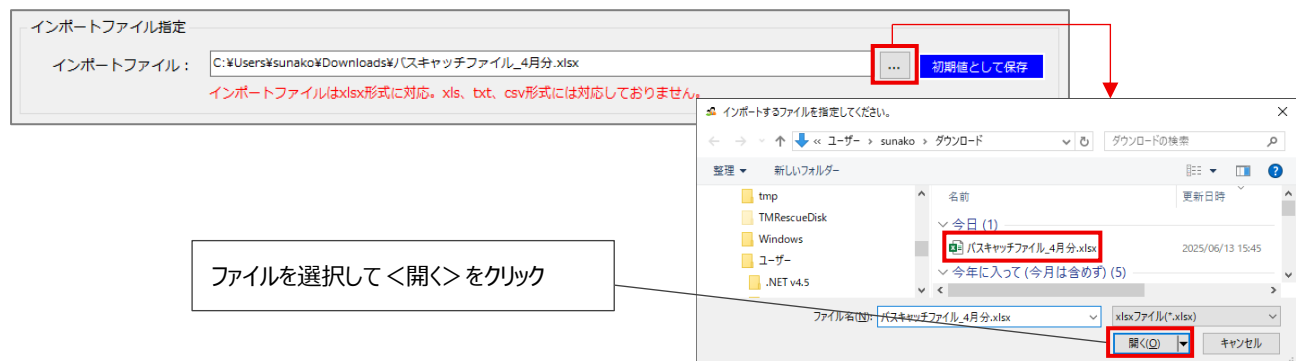 インポートファイル指定
インポートファイル： C:¥Users¥sunako¥Downloads¥パスキャッチファイル_4月分.xlsx ... 初期値として保存
インポートファイルはxlsx形式に対応。xls、txt、csv形式には対応しておりません。
インポートするファイルを指定してください。
« ユーザー › sunako › ダウンロード ダウンロードの検索
整理 新しいフォルダー
名前 更新日時
tmp
TMRescueDisk
Windows
ユーザー
.NET v4.5
今日 (1)
パスキャッチファイル_4月分.xlsx 2025/06/13 15:45
今年に入って (今月は含めず) (5)
ファイルを選択して＜開く＞をクリック
ファイル名(N): パスキャッチファイル_4月分.xlsx xlsxファイル(*.xlsx)
開く(O) キャンセル